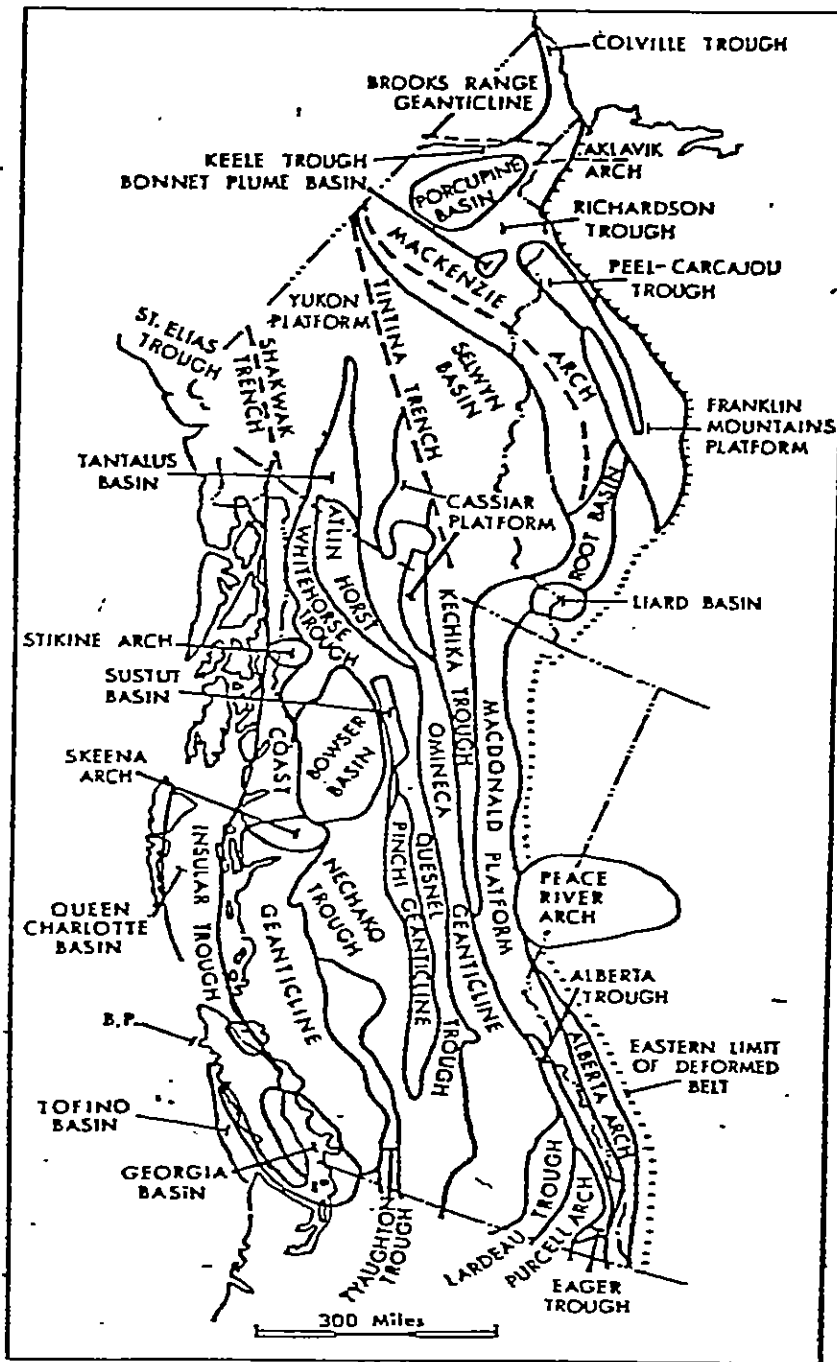 COLVILLE TROUGH
BROOKS RANGE
GEANTICLINE
KEELE TROUGH
BONNET PLUME BASIN
AKLAVIK
ARCH
PORCUPINE
BASIN
RICHARDSON
TROUGH
MACKENZIE
ARCH
PEEL-CARCAJOU
TROUGH
YUKON
PLATFORM
TINTINA TRENCH
ST. ELIAS
TROUGH
SHAKWAK
TRENCH
SELWYN
BASIN
FRANKLIN
MOUNTAINS
PLATFORM
TANTALUS
BASIN
CASSIAR
PLATFORM
ROOT BASIN
ATLIN HORST
WHITEHORSE
TROUGH
LIARD BASIN
STIKINE ARCH
KECHIKA TROUGH
SUSTUT
BASIN
MACDONALD PLATFORM
BOWSER
BASIN
OMINECA
GEANTICLINE
SKEENA
ARCH
COAST
GEANTICLINE
INSULAR TROUGH
NECHAKO
TROUGH
PINCHI GEANTICLINE
QUESNEL
TROUGH
PEACE
RIVER
ARCH
QUEEN
CHARLOTTE
BASIN
ALBERTA
TROUGH
B.P.
ALBERTA ARCH
EASTERN LIMIT
OF DEFORMED
BELT
TOFINO
BASIN
GEORGIA
BASIN
TYAUGHTON
TROUGH
LARDEAU TROUGH
PURCELL ARCH
EAGER
TROUGH
300 Miles